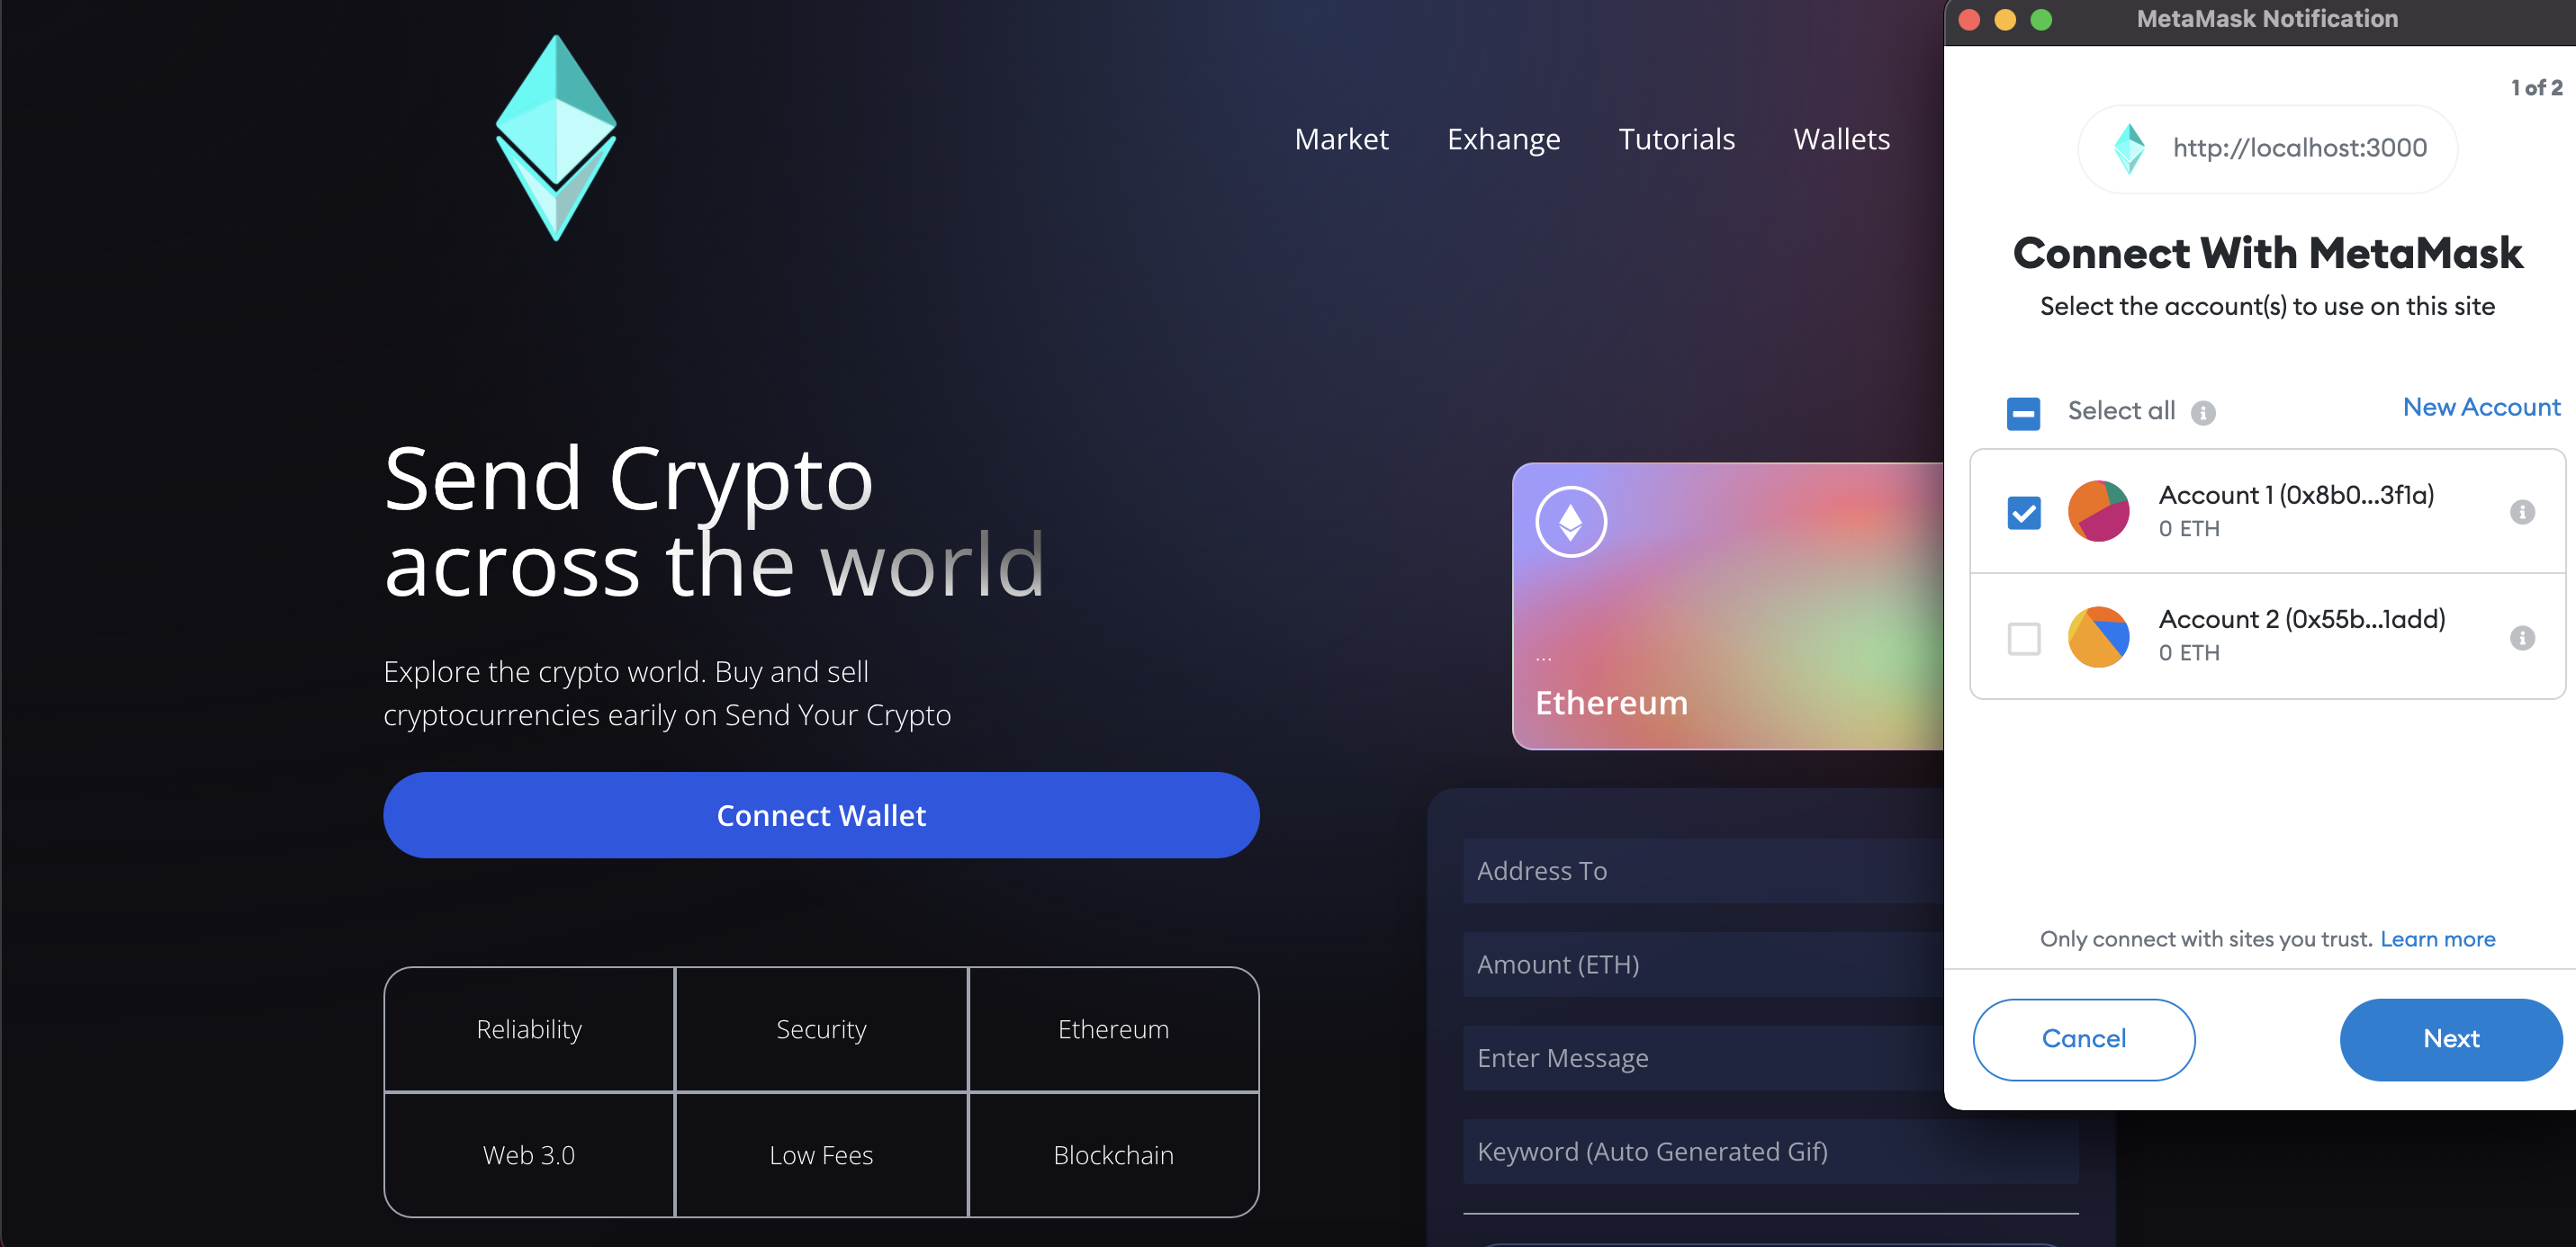 Market Exhange Tutorials Wallets
Send Crypto
across the world
Explore the crypto world. Buy and sell
cryptocurrencies earily on Send Your Crypto
Connect Wallet
Reliability Security Ethereum
Web 3.0 Low Fees Blockchain
...
Ethereum
Address To
Amount (ETH)
Enter Message
Keyword (Auto Generated Gif)
MetaMask Notification
1 of 2
http://localhost:3000
Connect With MetaMask
Select the account(s) to use on this site
Select all New Account
Account 1 (0x8b0...3f1a)
0 ETH
Account 2 (0x55b...1add)
0 ETH
Only connect with sites you trust. Learn more
Cancel Next